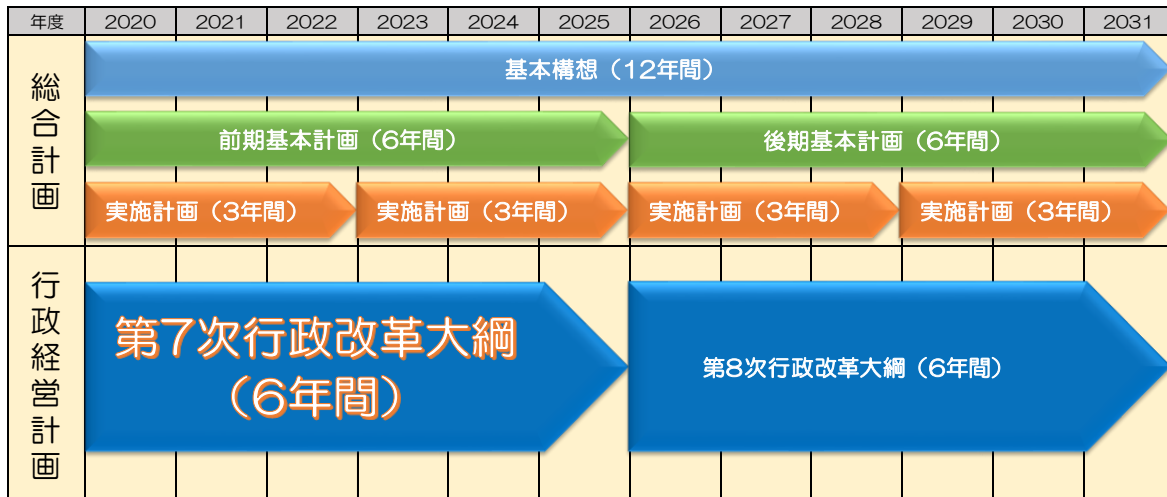 年度 2020 2021 2022 2023 2024 2025 2026 2027 2028 2029 2030 2031
総合計画
基本構想（12年間）
前期基本計画（6年間） 後期基本計画（6年間）
実施計画（3年間） 実施計画（3年間） 実施計画（3年間） 実施計画（3年間）
行政経営計画
第7次行政改革大綱
（6年間）
第8次行政改革大綱（6年間）